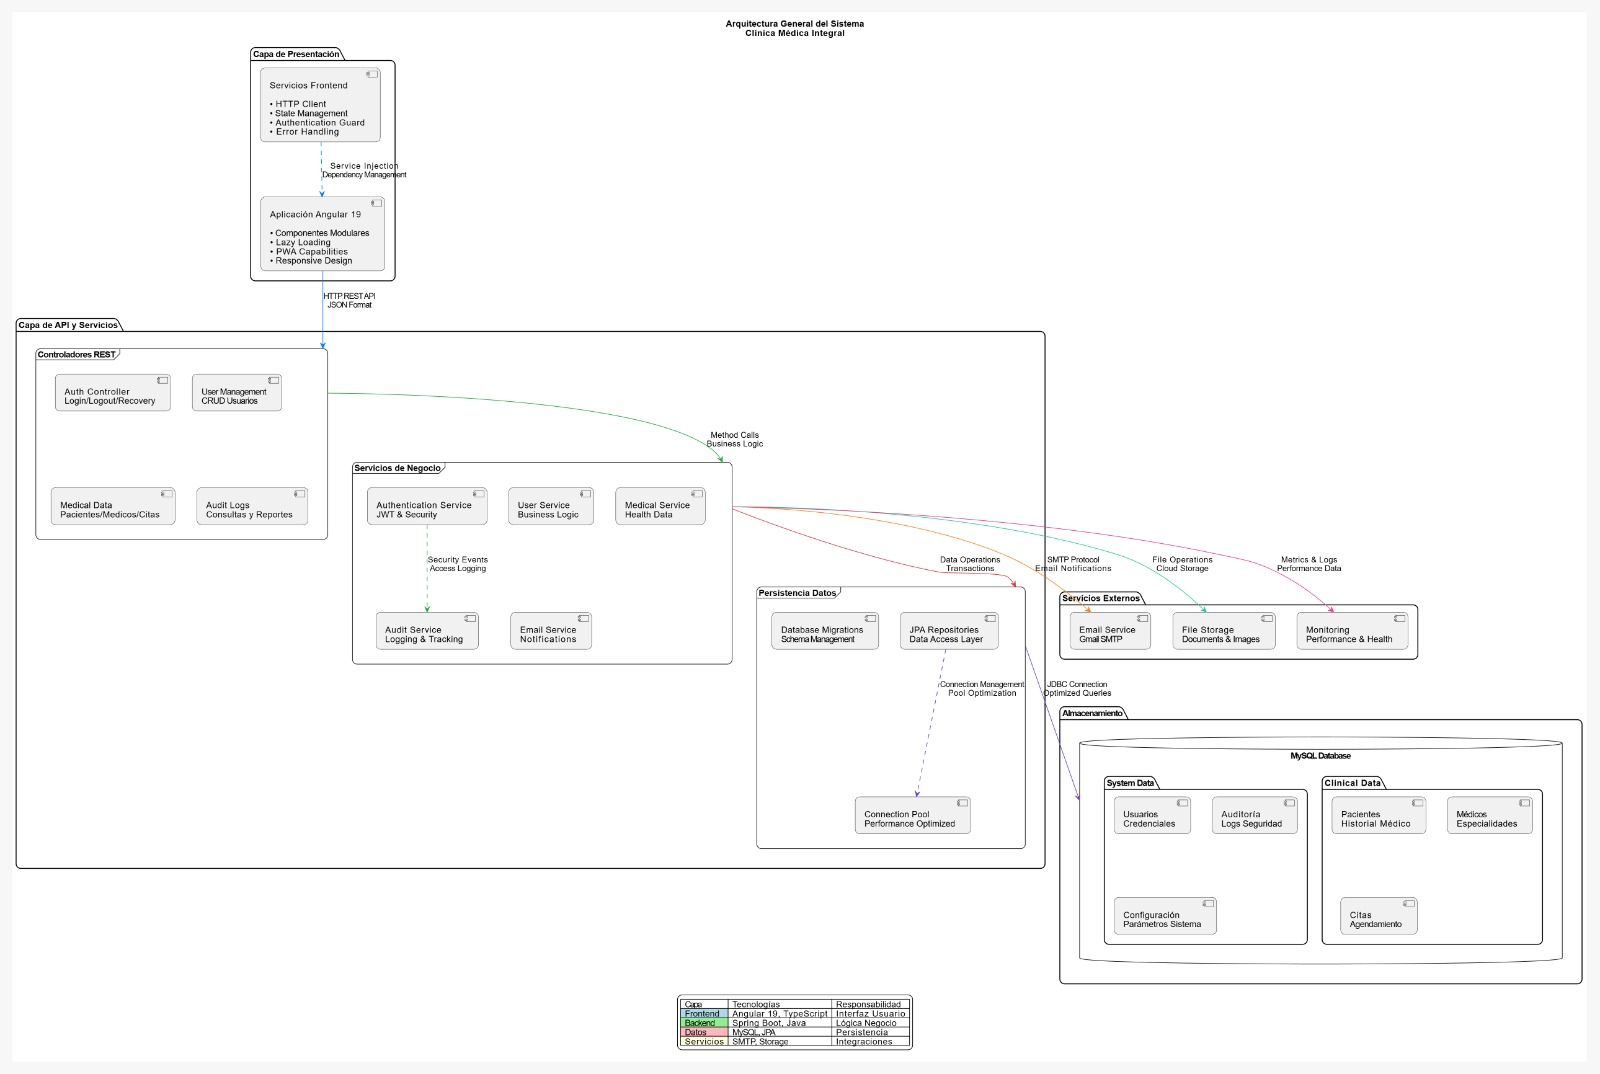 Arquitectura General del Sistema
Clínica Médica Integral
Capa de Presentación
Servicios Frontend
• HTTP Client
• State Management
• Authentication Guard
• Error Handling
Service Injection
Dependency Management
Aplicación Angular 19
• Componentes Modulares
• Lazy Loading
• PWA Capabilities
• Responsive Design
HTTP REST API
JSON Format
Capa de API y Servicios
Controladores REST
Auth Controller
Login/Logout/Recovery
User Management
CRUD Usuarios
Medical Data
Pacientes/Medicos/Citas
Audit Logs
Consultas y Reportes
Method Calls
Business Logic
Servicios de Negocio
Authentication Service
JWT & Security
User Service
Business Logic
Medical Service
Health Data
Security Events
Access Logging
Audit Service
Logging & Tracking
Email Service
Notifications
Data Operations
Transactions
SMTP Protocol
Email Notifications
File Operations
Cloud Storage
Metrics & Logs
Performance Data
Persistencia Datos
Database Migrations
Schema Management
JPA Repositories
Data Access Layer
Connection Management
Pool Optimization
Connection Pool
Performance Optimized
Servicios Externos
Email Service
Gmail SMTP
File Storage
Documents & Images
Monitoring
Performance & Health
JDBC Connection
Optimized Queries
Almacenamiento
MySQL Database
System Data
Usuarios
Credenciales
Auditoría
Logs Seguridad
Configuración
Parámetros Sistema
Clinical Data
Pacientes
Historial Médico
Médicos
Especialidades
Citas
Agendamiento
Capa Tecnologías Responsabilidad
Frontend Angular 19, TypeScript Interfaz Usuario
Backend Spring Boot, Java Lógica Negocio
Datos MySQL, JPA Persistencia
Servicios SMTP, Storage Integraciones